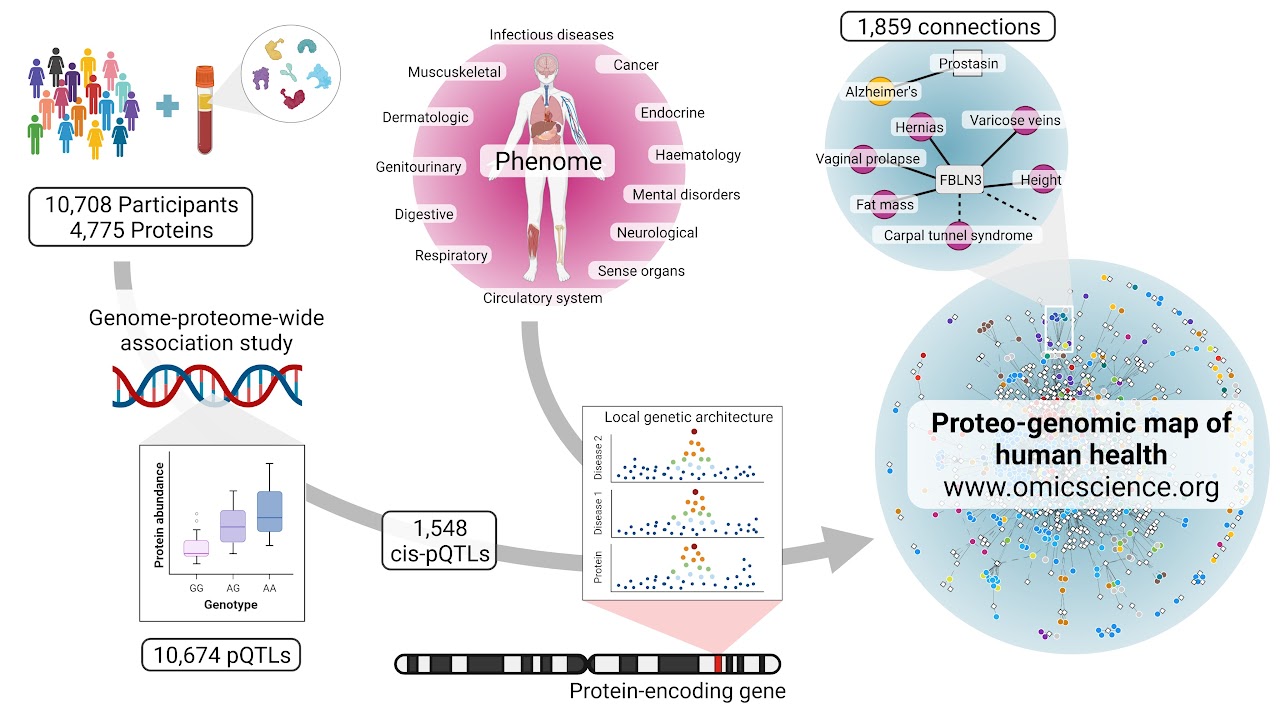 10,708 Participants
4,775 Proteins
Genome-proteome-wide
association study
Protein abundance
GG
AG
AA
Genotype
10,674 pQTLs
Infectious diseases
Muscuskeletal
Cancer
Dermatologic
Endocrine
Phenome
Genitourinary
Haematology
Mental disorders
Digestive
Neurological
Respiratory
Sense organs
Circulatory system
1,548
cis-pQTLs
Local genetic architecture
Disease 2
Disease 1
Protein
Protein-encoding gene
1,859 connections
Prostasin
Alzheimer's
Hernias
Varicose veins
Vaginal prolapse
FBLN3
Height
Fat mass
Carpal tunnel syndrome
Proteo-genomic map of
human health
www.omicscience.org